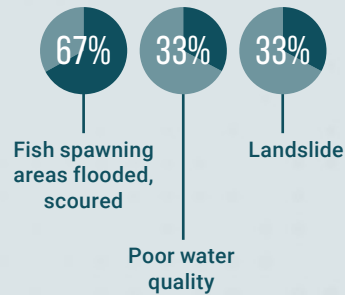 67%
33%
33%
Fish spawning
areas flooded,
scoured
Landslide
Poor water
quality